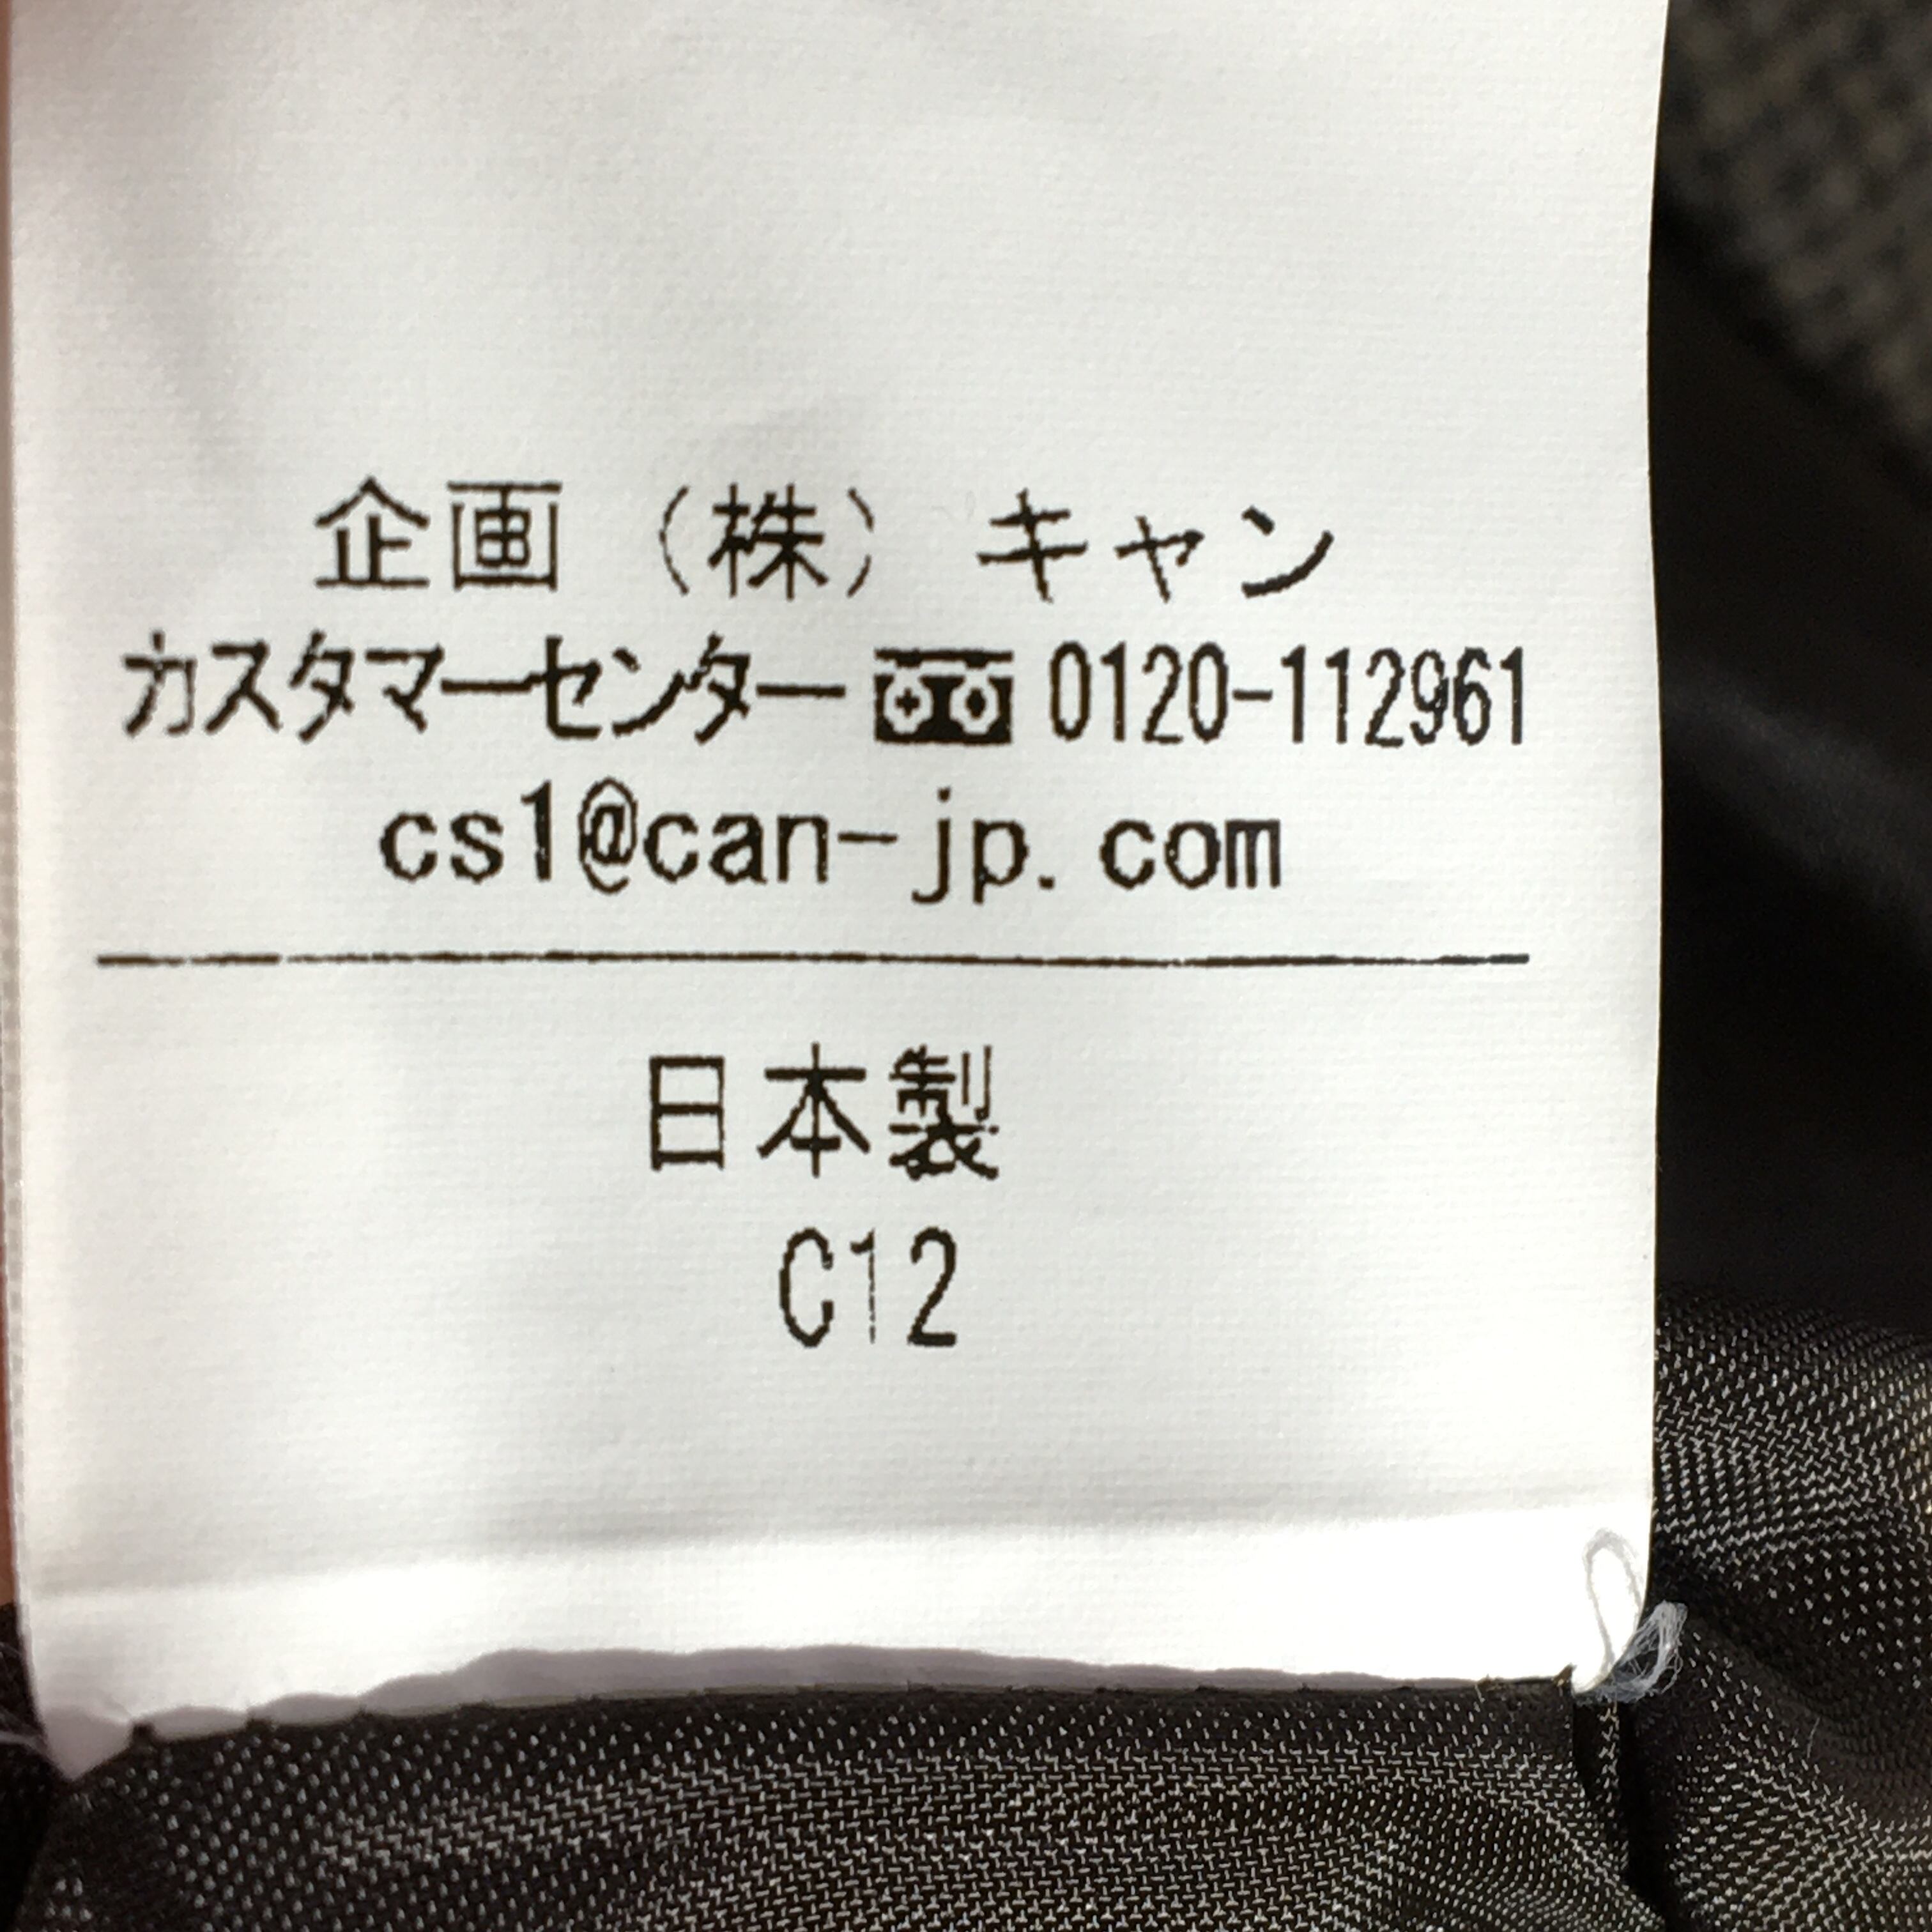 企画（株）キャン
カスタマーセンター 0120-112961
cs1@can-jp.com
日本製
C12